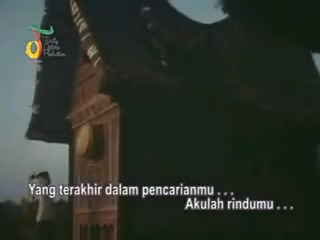 Yang terakhir dalam pencarianmu . . .
Akulah rindumu . . .